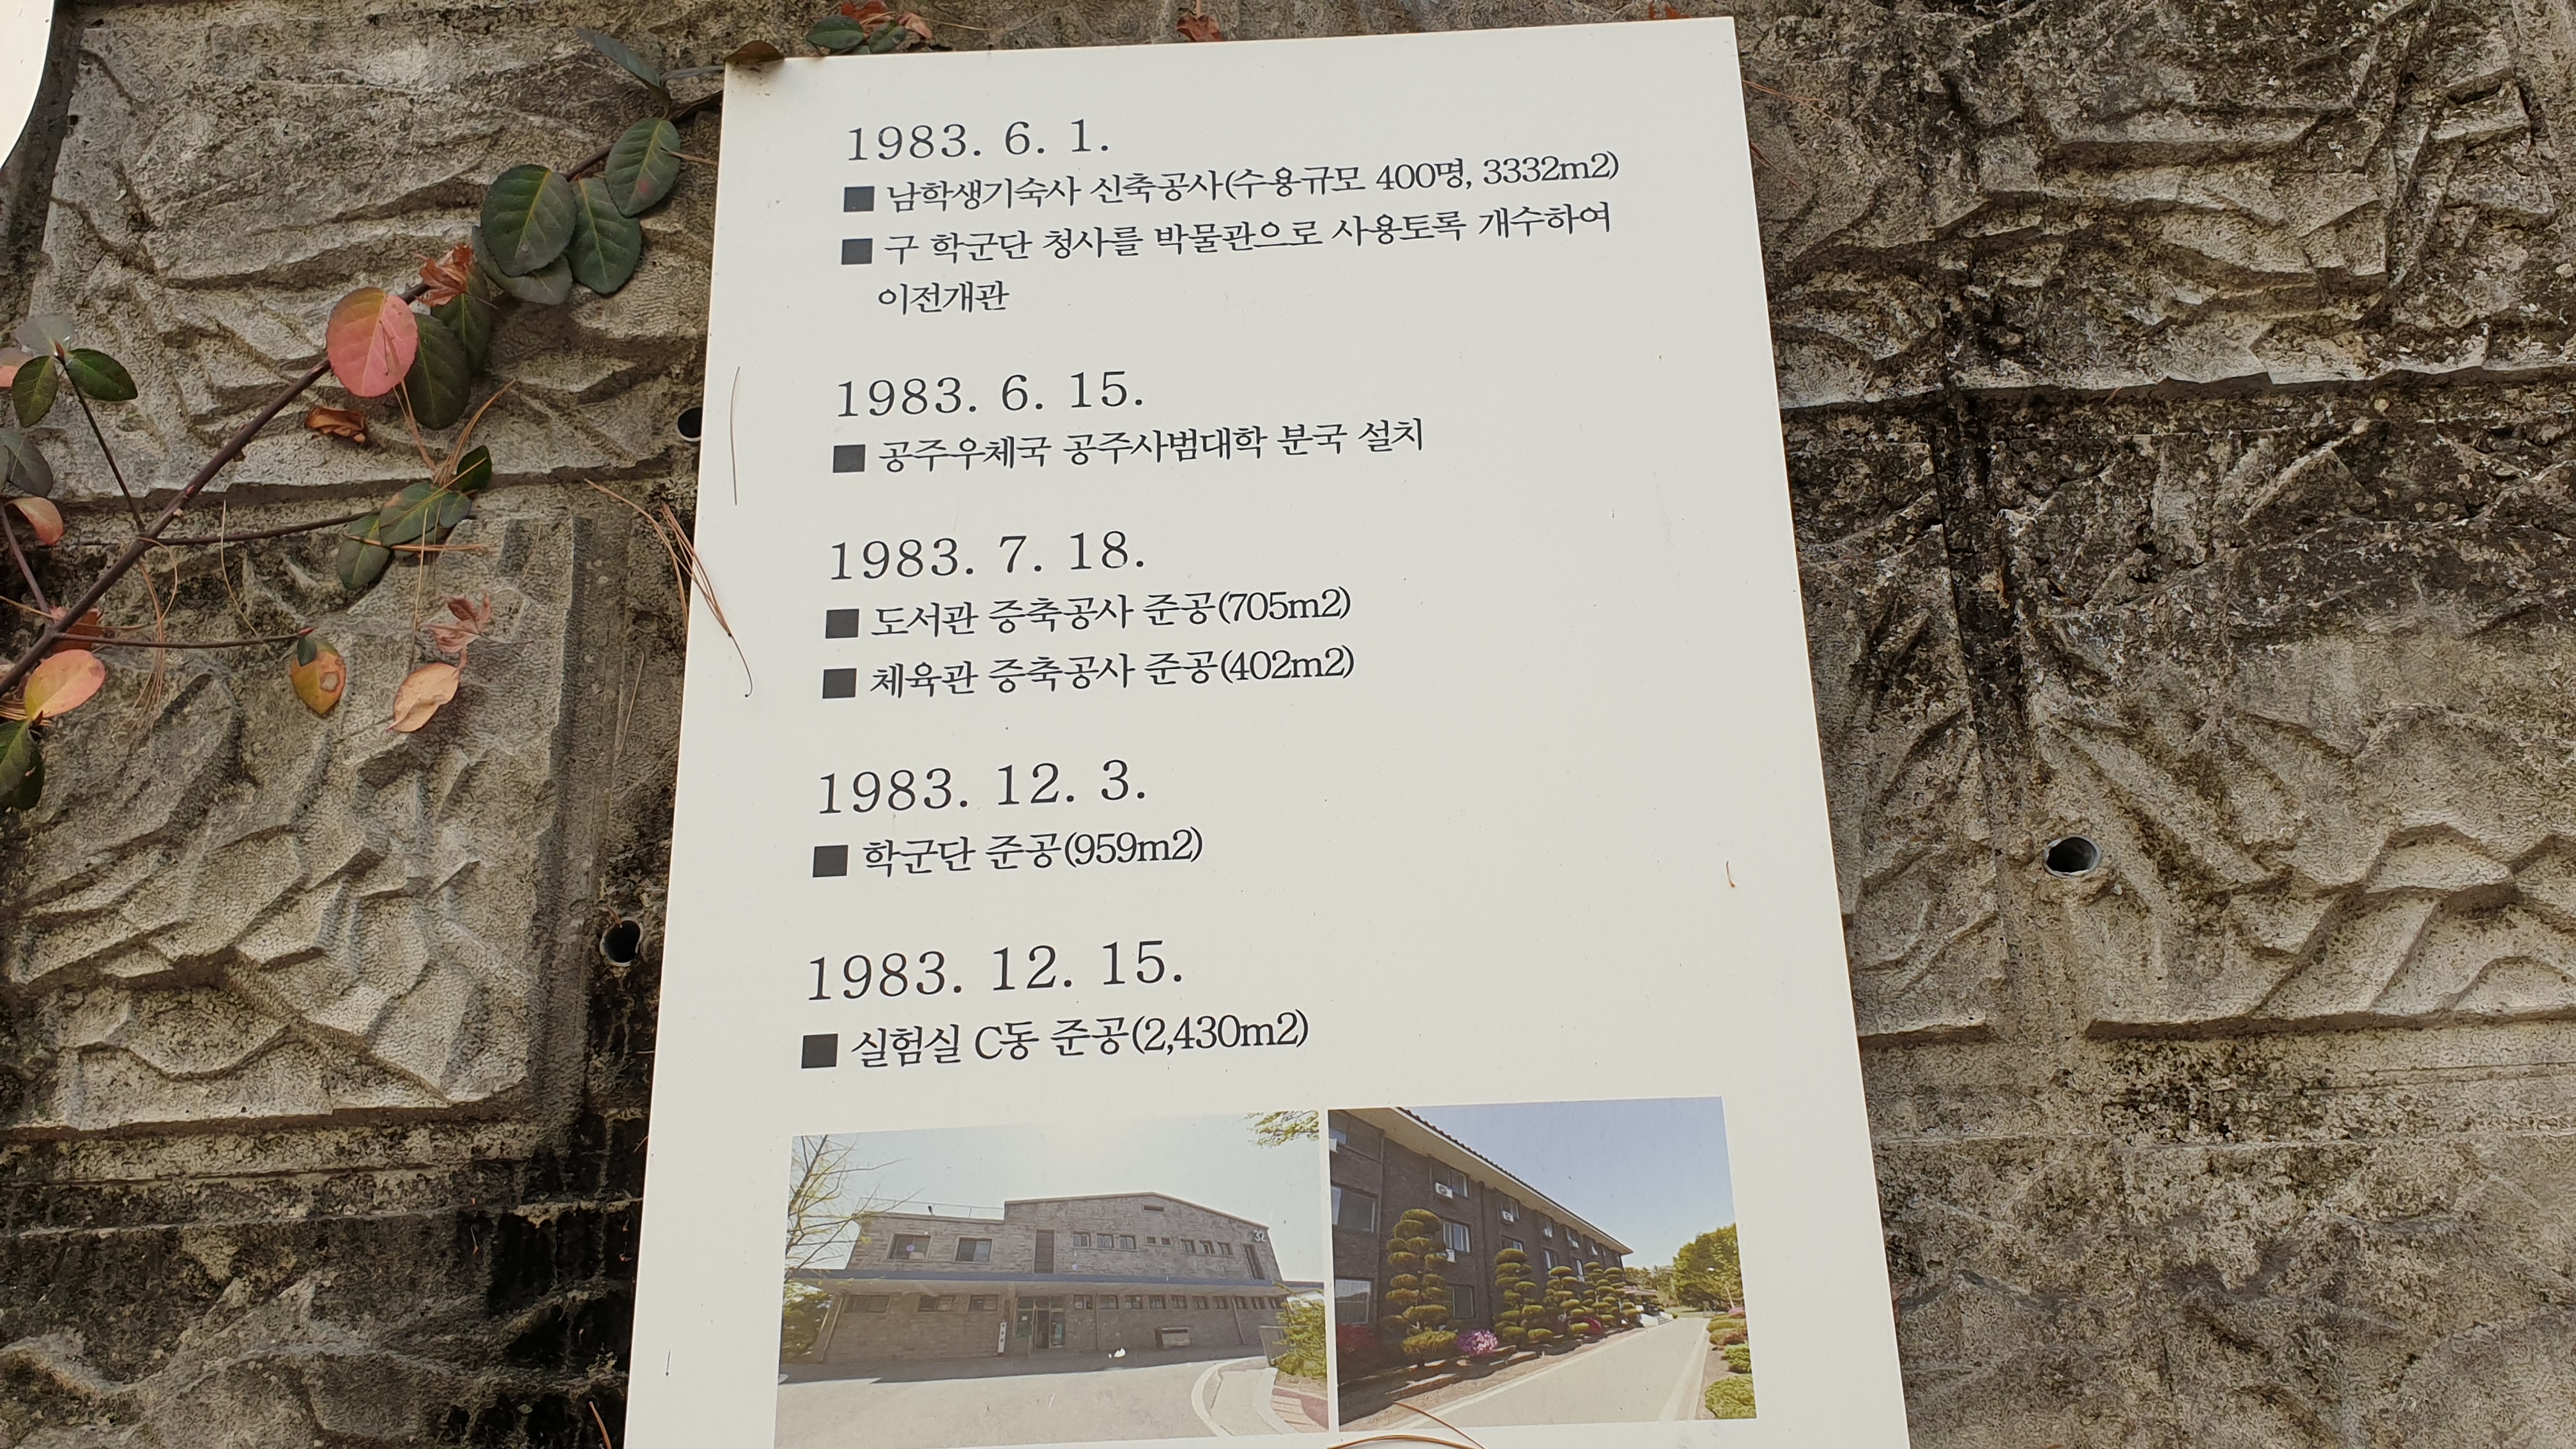 1983. 6. 1.
■ 남학생기숙사 신축공사(수용규모 400명, 3332m2)
■ 구 학군단 청사를 박물관으로 사용토록 개수하여
이전개관
1983. 6. 15.
■ 공주우체국 공주사범대학 분국 설치
1983. 7. 18.
■ 도서관 증축공사 준공(705m2)
■ 체육관 증축공사 준공(402m2)
1983. 12. 3.
■ 학군단 준공(959m2)
1983. 12. 15.
■ 실험실 C동 준공(2,430m2)
32